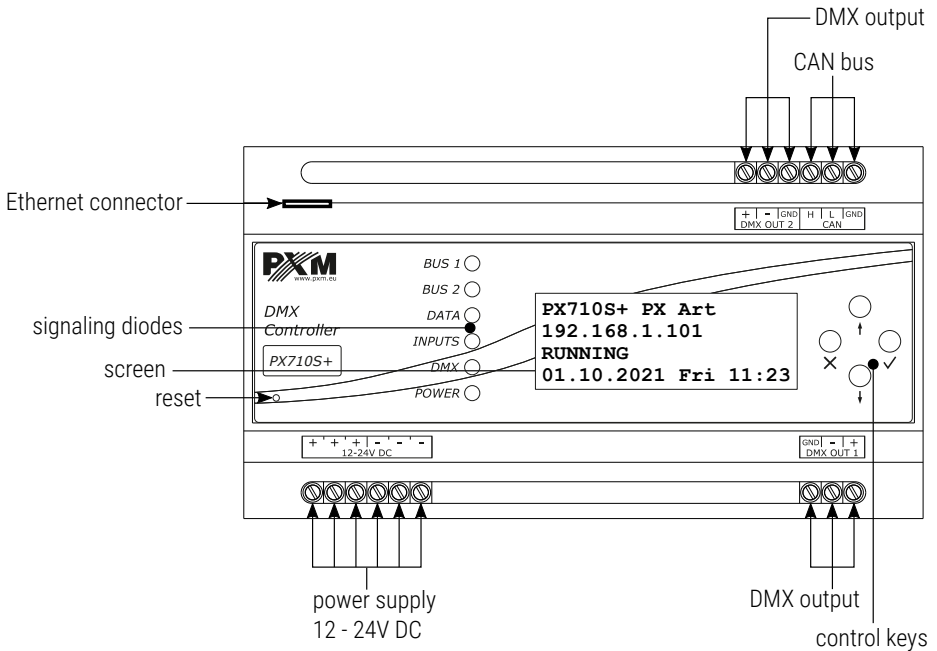 DMX output
CAN bus
Ethernet connector
+ - GND H L GND
DMX OUT 2 CAN
PXM
www.pxm.eu
BUS 1
BUS 2
DMX
Controller
DATA
signaling diodes
INPUTS
PX710S+
screen
DMX
reset
POWER
PX710S+ PX Art
192.168.1.101
RUNNING
01.10.2021 Fri 11:23
+ + + - - -
12-24V DC
GND - +
DMX OUT 1
power supply
12 - 24V DC
DMX output
control keys